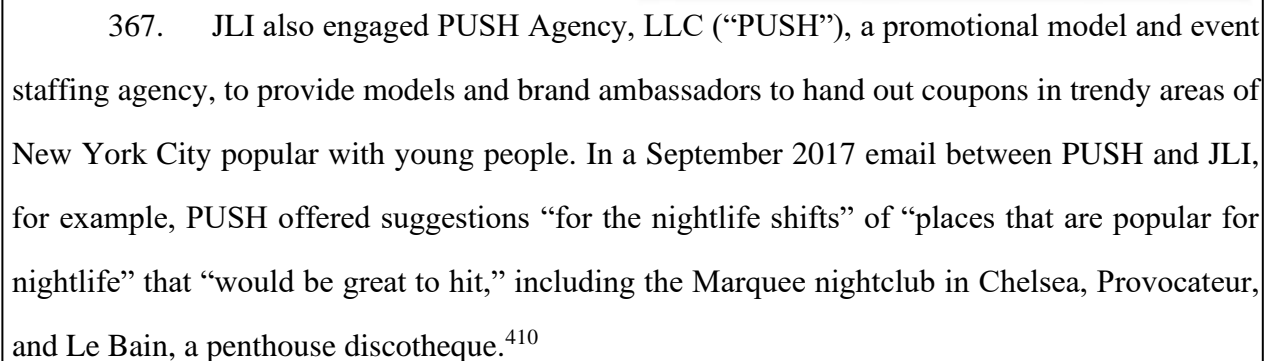 367. JLI also engaged PUSH Agency, LLC (“PUSH”), a promotional model and event
staffing agency, to provide models and brand ambassadors to hand out coupons in trendy areas of
New York City popular with young people. In a September 2017 email between PUSH and JLI,
for example, PUSH offered suggestions “for the nightlife shifts” of “places that are popular for
nightlife” that “would be great to hit,” including the Marquee nightclub in Chelsea, Provocateur,
and Le Bain, a penthouse discotheque.410